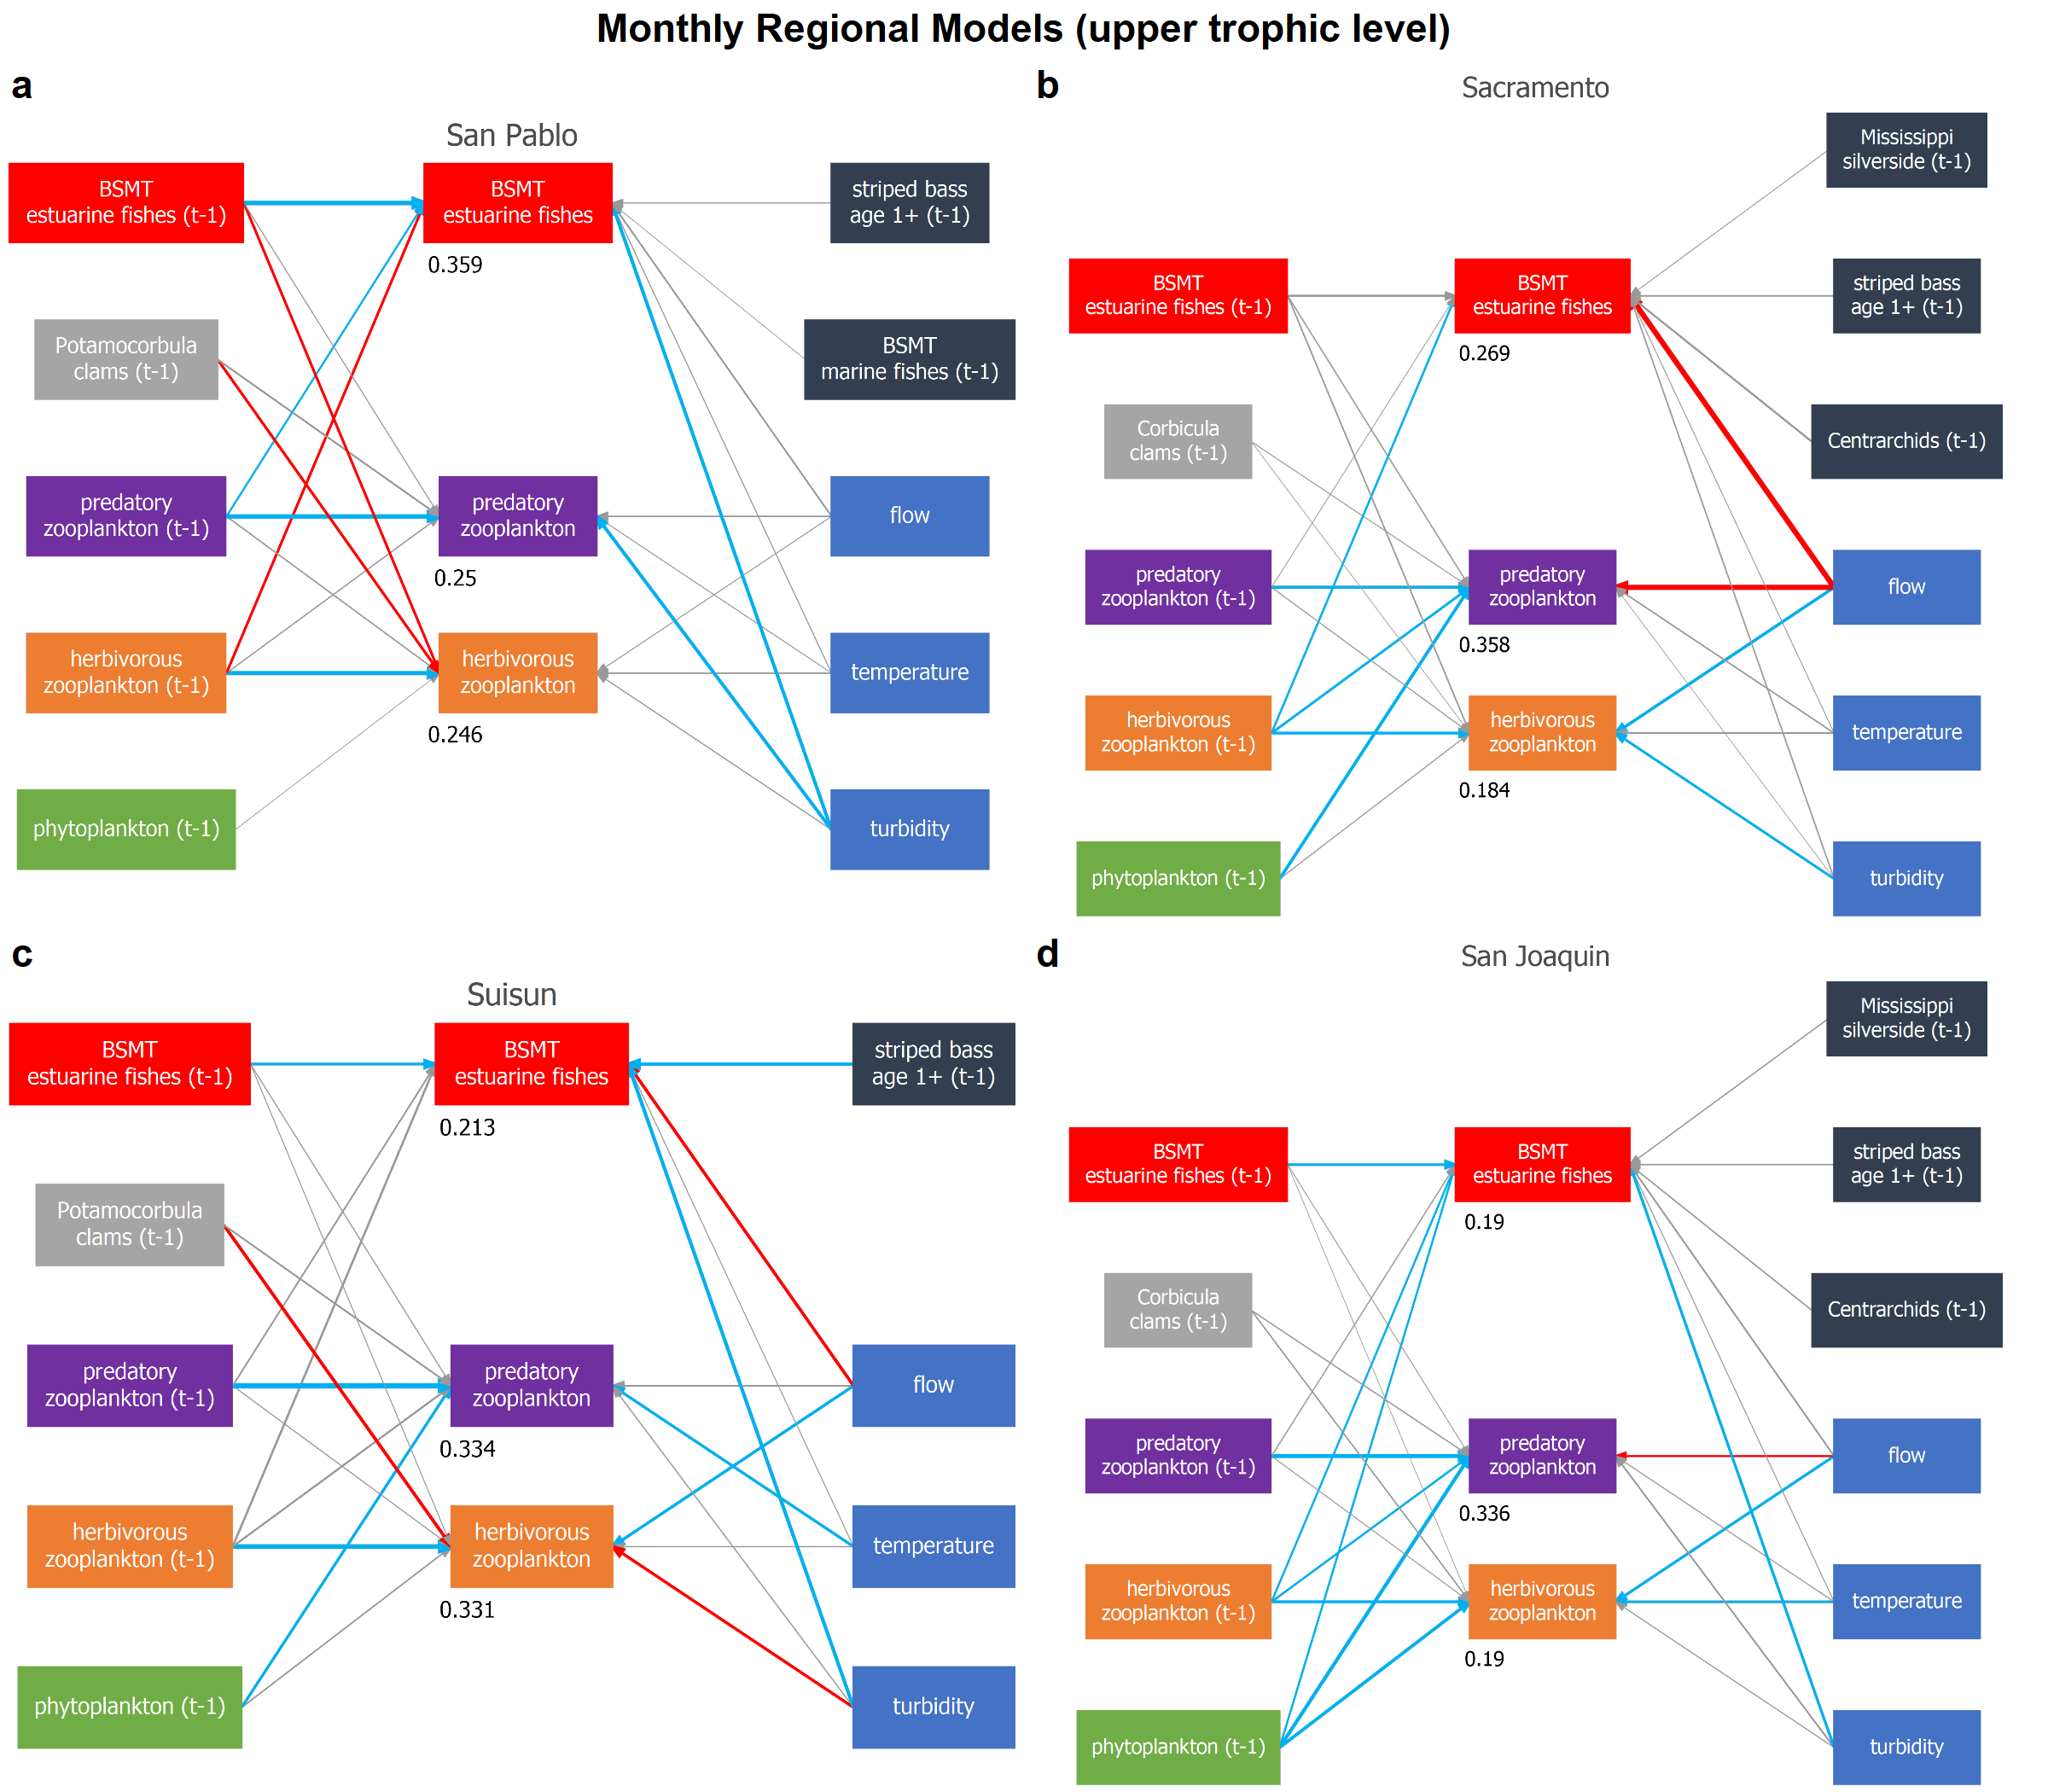 Monthly Regional Models (upper trophic level)
a
San Pablo
BSMT
estuarine fishes (t-1)
BSMT
estuarine fishes
0.359
striped bass
age 1+ (t-1)
Potamocorbula
clams (t-1)
BSMT
marine fishes (t-1)
predatory
zooplankton (t-1)
predatory
zooplankton
0.25
flow
herbivorous
zooplankton (t-1)
herbivorous
zooplankton
0.246
temperature
phytoplankton (t-1)
turbidity
b
Sacramento
Mississippi
silverside (t-1)
BSMT
estuarine fishes (t-1)
BSMT
estuarine fishes
0.269
striped bass
age 1+ (t-1)
Corbicula
clams (t-1)
Centrarchids (t-1)
predatory
zooplankton (t-1)
predatory
zooplankton
0.358
flow
herbivorous
zooplankton (t-1)
herbivorous
zooplankton
0.184
temperature
phytoplankton (t-1)
turbidity
c
Suisun
BSMT
estuarine fishes (t-1)
BSMT
estuarine fishes
0.213
striped bass
age 1+ (t-1)
Potamocorbula
clams (t-1)
predatory
zooplankton (t-1)
predatory
zooplankton
0.334
flow
herbivorous
zooplankton (t-1)
herbivorous
zooplankton
0.331
temperature
phytoplankton (t-1)
turbidity
d
San Joaquin
Mississippi
silverside (t-1)
BSMT
estuarine fishes (t-1)
BSMT
estuarine fishes
0.19
striped bass
age 1+ (t-1)
Corbicula
clams (t-1)
Centrarchids (t-1)
predatory
zooplankton (t-1)
predatory
zooplankton
0.336
flow
herbivorous
zooplankton (t-1)
herbivorous
zooplankton
0.19
temperature
phytoplankton (t-1)
turbidity